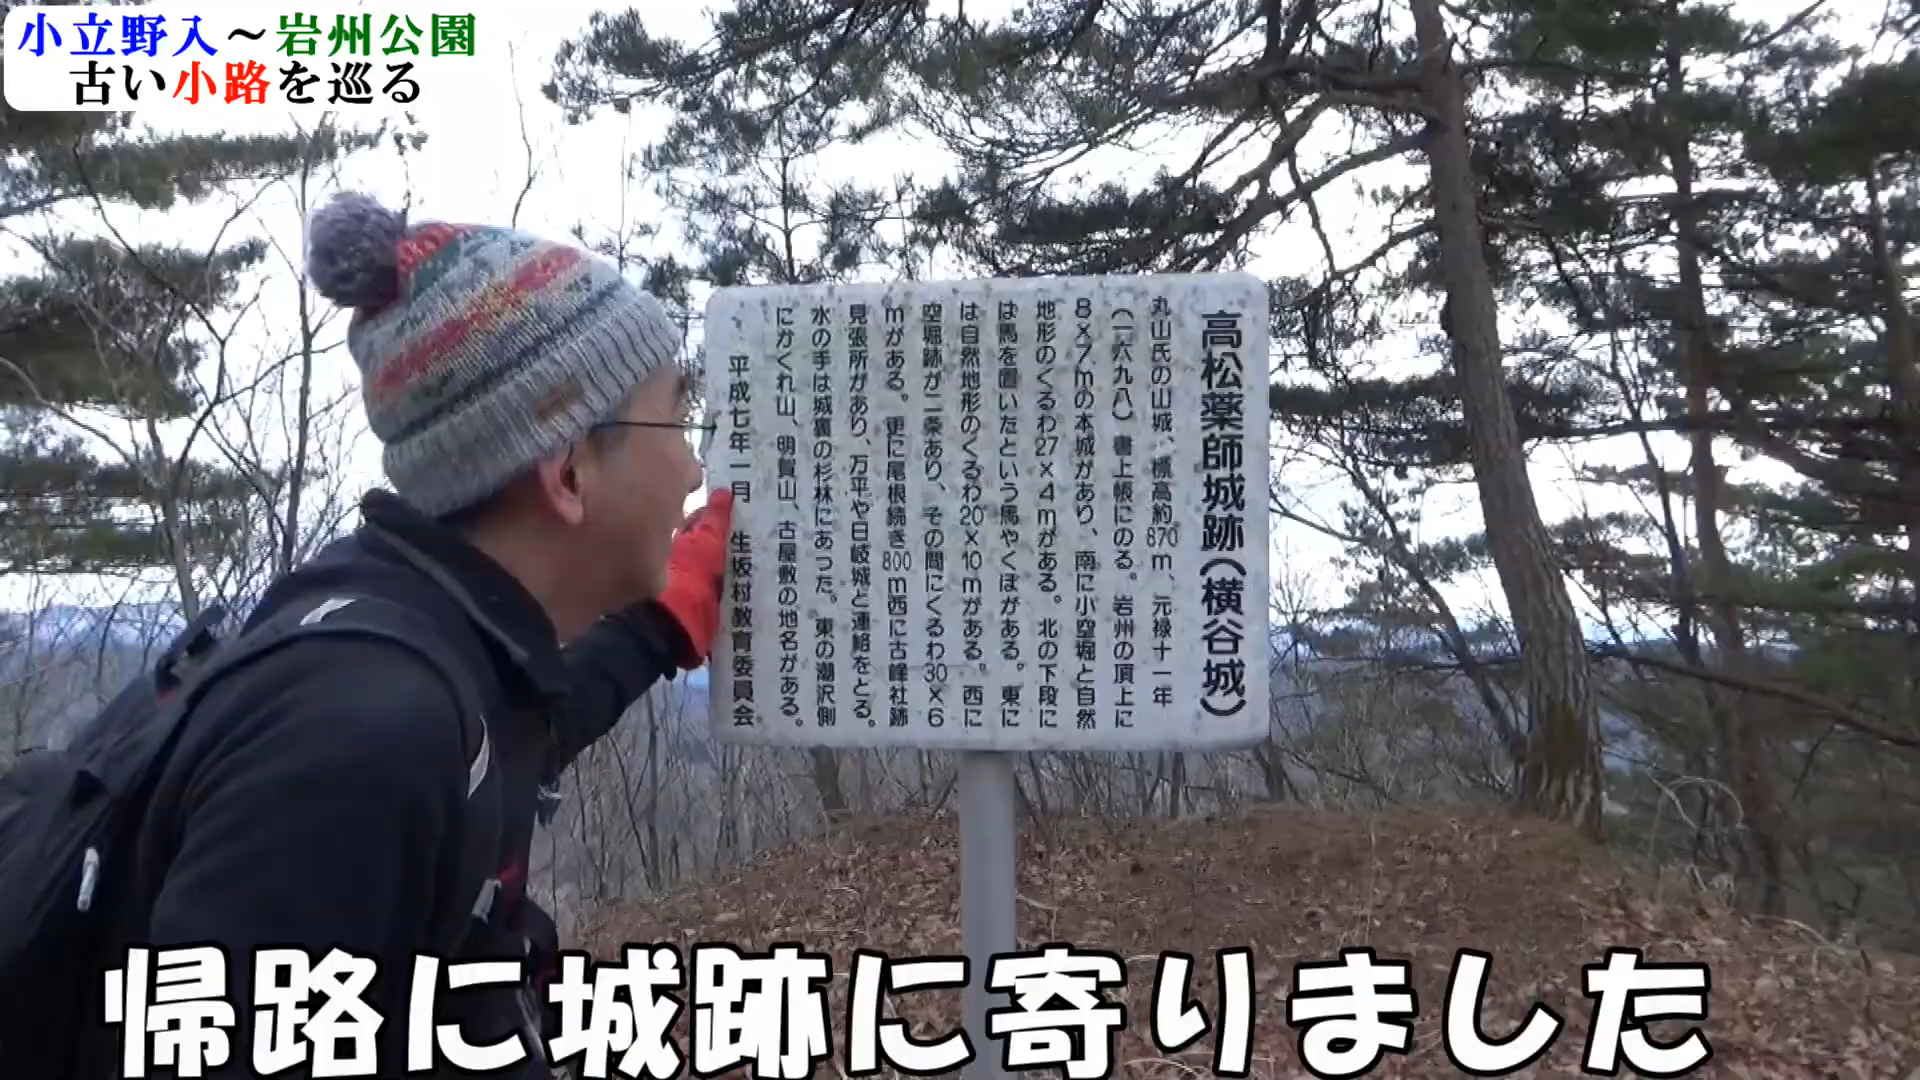 小立野入～岩州公園
古い小路を巡る
高松薬師城跡(横谷城)
丸山氏の山城、標高約870m、元禄十一年
(一六九八)書上帳にのる。岩州の頂上に
8×7mの本城があり、南に小空堀と自然
地形のくるわ27×4mがある。北の下段に
は馬を置いたという馬やくぼがある。東に
は自然地形のくるわ20×10mがある。西に
空堀跡が二条あり、その間にくるわ30×6
mがある。更に尾根続き800m西に古峰社跡
見張所があり、万平や日岐城と連絡をとる。
水の手は城裏の杉林にあった。東の潮沢側
にかくれ山、明賀山、古屋敷の地名がある。
平成七年一月 生坂村教育委員会
帰路に城跡に寄りました